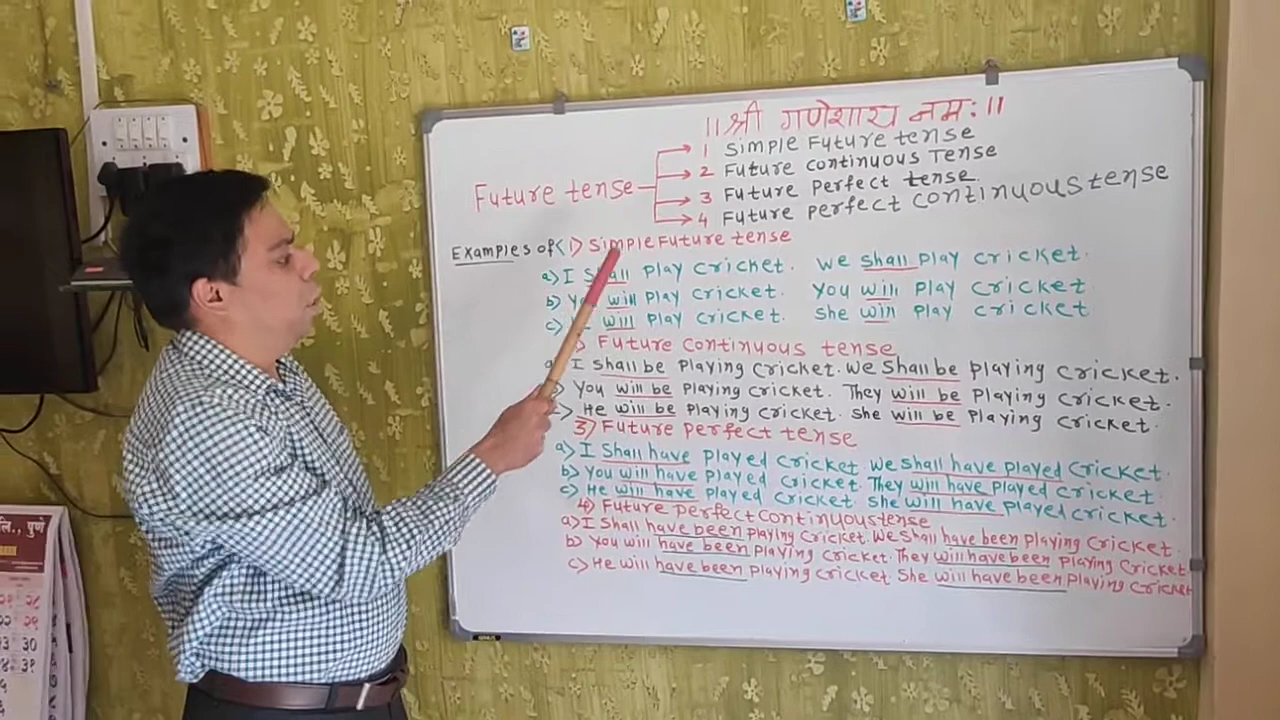 ॥ श्री गणेशाय नमः ॥
Future tense
1 Simple Future tense
2 Future continuous Tense
3 Future perfect tense
4 Future perfect continuous tense
Examples of (1) Simple Future tense
a) I shall play cricket. We shall play cricket.
b) You will play cricket. You will play cricket
c) will play cricket. She will play cricket
) Future continuous tense
a) I shall be playing cricket. We shall be playing cricket.
) You will be playing cricket. They will be playing cricket.
) He will be playing cricket. She will be playing cricket.
3) Future perfect tense
a) I Shall have played cricket We shall have played cricket.
b) You will have played cricket. They will have played cricket.
c) He will have played cricket She will have played cricket.
4) Future perfect continuous tense
a) I shall have been playing cricket. We shall have been playing cricket.
b) You will have been playing cricket. They will have been playing cricket
c) He will have been playing cricket She will have been playing cricket
लि., पुणे
२९ २८
२२ २९
३० 
३१